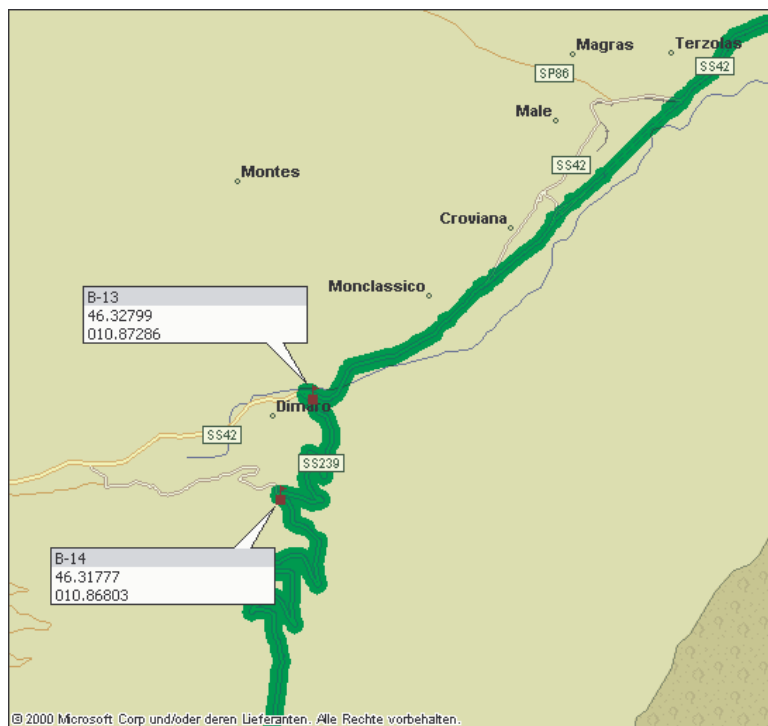 Magras
Terzolas
SS42
SP86
Male
SS42
Montes
Croviana
Monclassico
B-13
46.32799
010.87286
Dimaro
SS42
SS239
B-14
46.31777
010.86803
© 2000 Microsoft Corp und/oder deren Lieferanten. Alle Rechte vorbehalten.